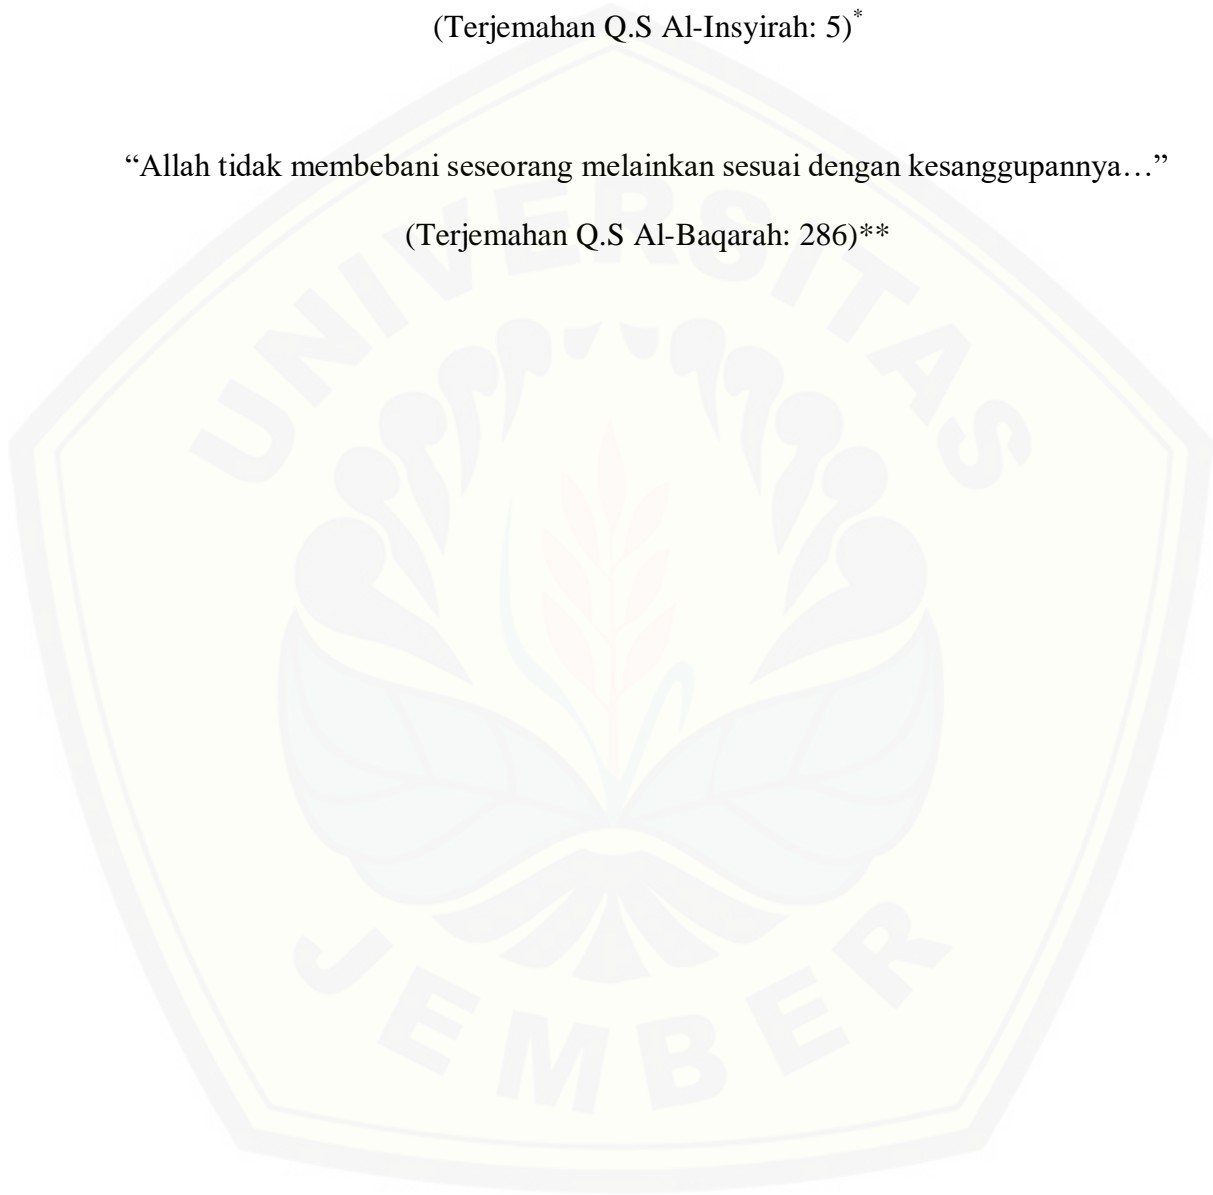 (Terjemahan Q.S Al-Insyirah: 5)*
“Allah tidak membebani seseorang melainkan sesuai dengan kesanggupannya…”
(Terjemahan Q.S Al-Baqarah: 286)**
UNIVERSITAS
JEMBER